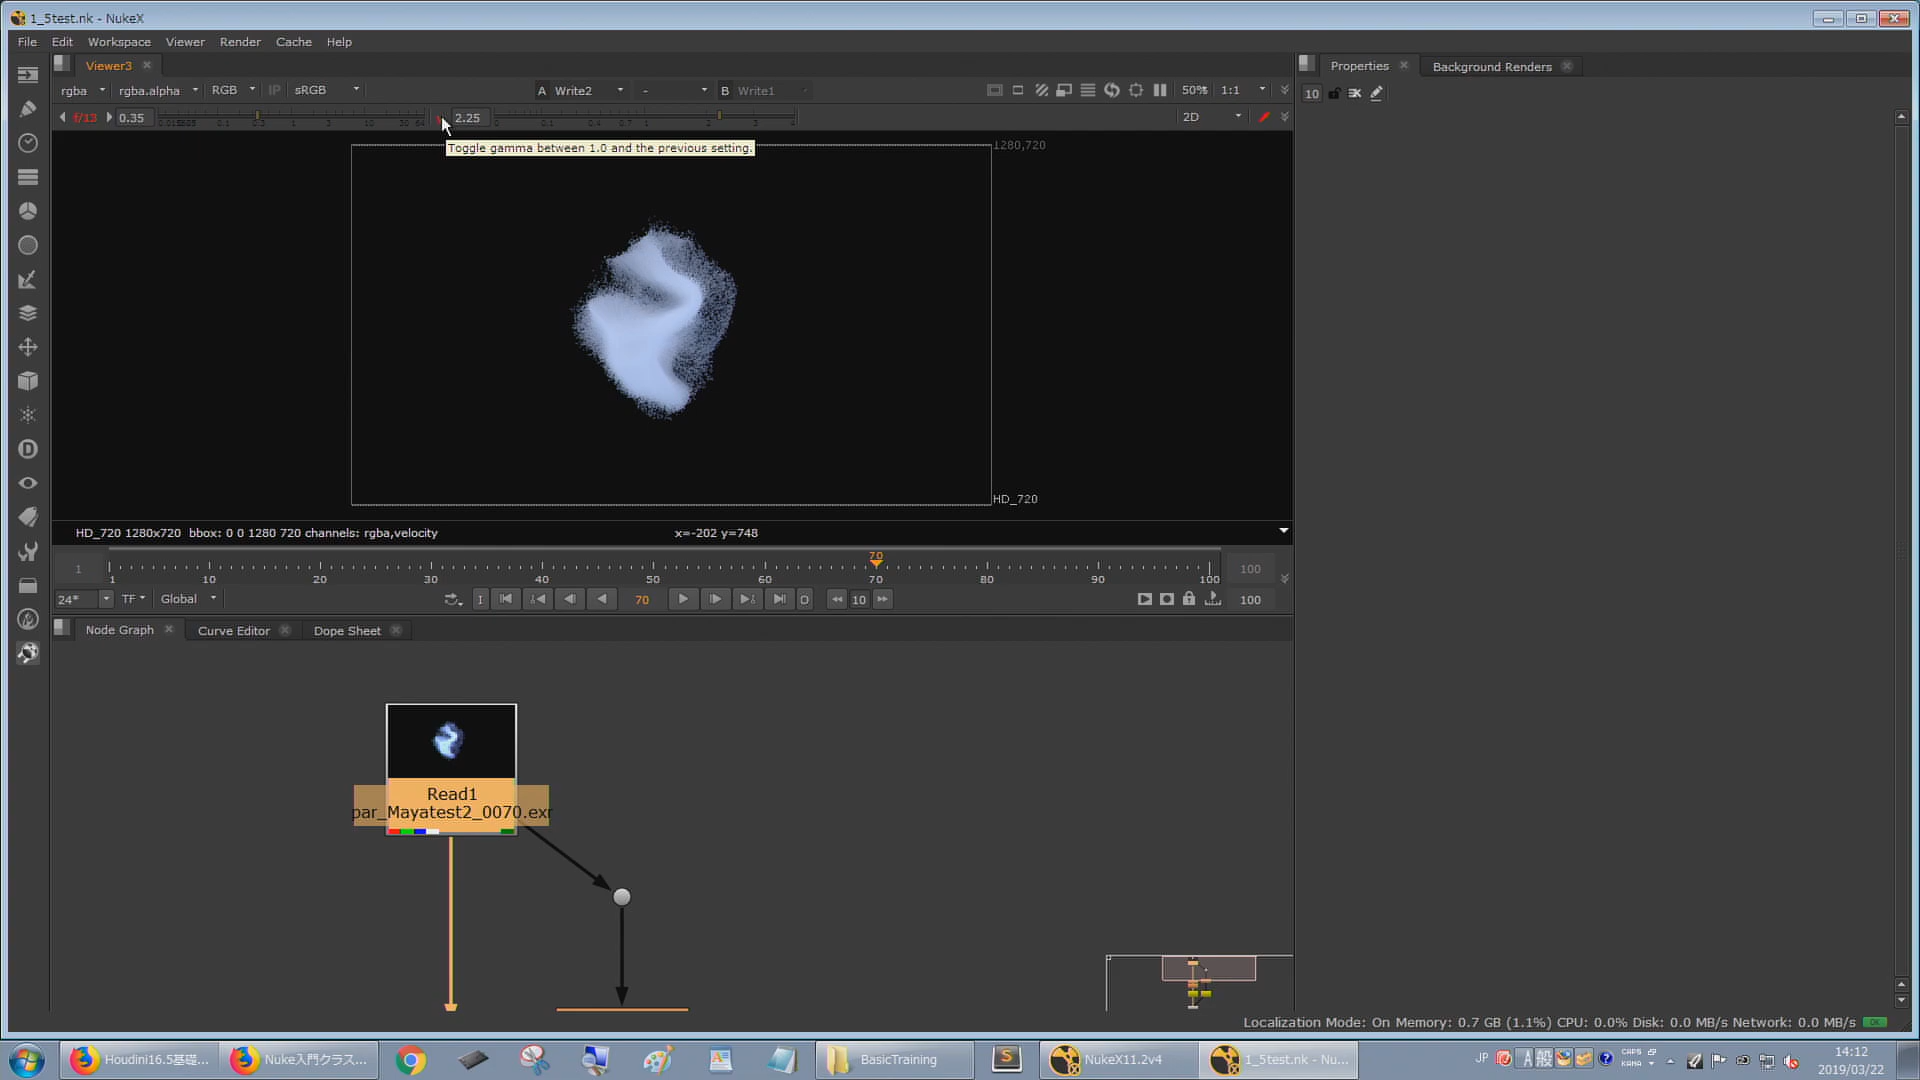 1_5test.nk - NukeX
File Edit Workspace Viewer Render Cache Help
Viewer3
Properties
Background Renders
rgba
rgba.alpha
RGB
IP
sRGB
A Write2
-
B Write1
50%
1:1
10
f/13
0.35
2.25
2D
Toggle gamma between 1.0 and the previous setting.
1280,720
HD_720
HD_720 1280x720 bbox: 0 0 1280 720 channels: rgba,velocity
x=-202 y=748
70
1
1 10 20 30 40 50 60 70 80 90 100
100
24*
TF
Global
I
70
O
10
100
Node Graph
Curve Editor
Dope Sheet
Read1
par_Mayatest2_0070.exr
Localization Mode: On Memory: 0.7 GB (1.1%) CPU: 0.0% Disk: 0.0 MB/s Network: 0.0 MB/s
Houdini16.5基礎...
Nuke入門クラス...
BasicTraining
NukeX11.2v4
1_5test.nk - Nu...
JP
A 般
CAPS
KANA
14:12
2019/03/22